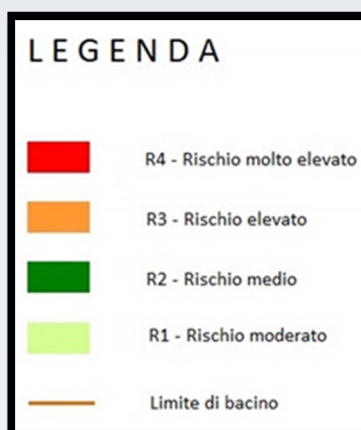 LEGENDA
R4 - Rischio molto elevato
R3 - Rischio elevato
R2 - Rischio medio
R1 - Rischio moderato
Limite di bacino